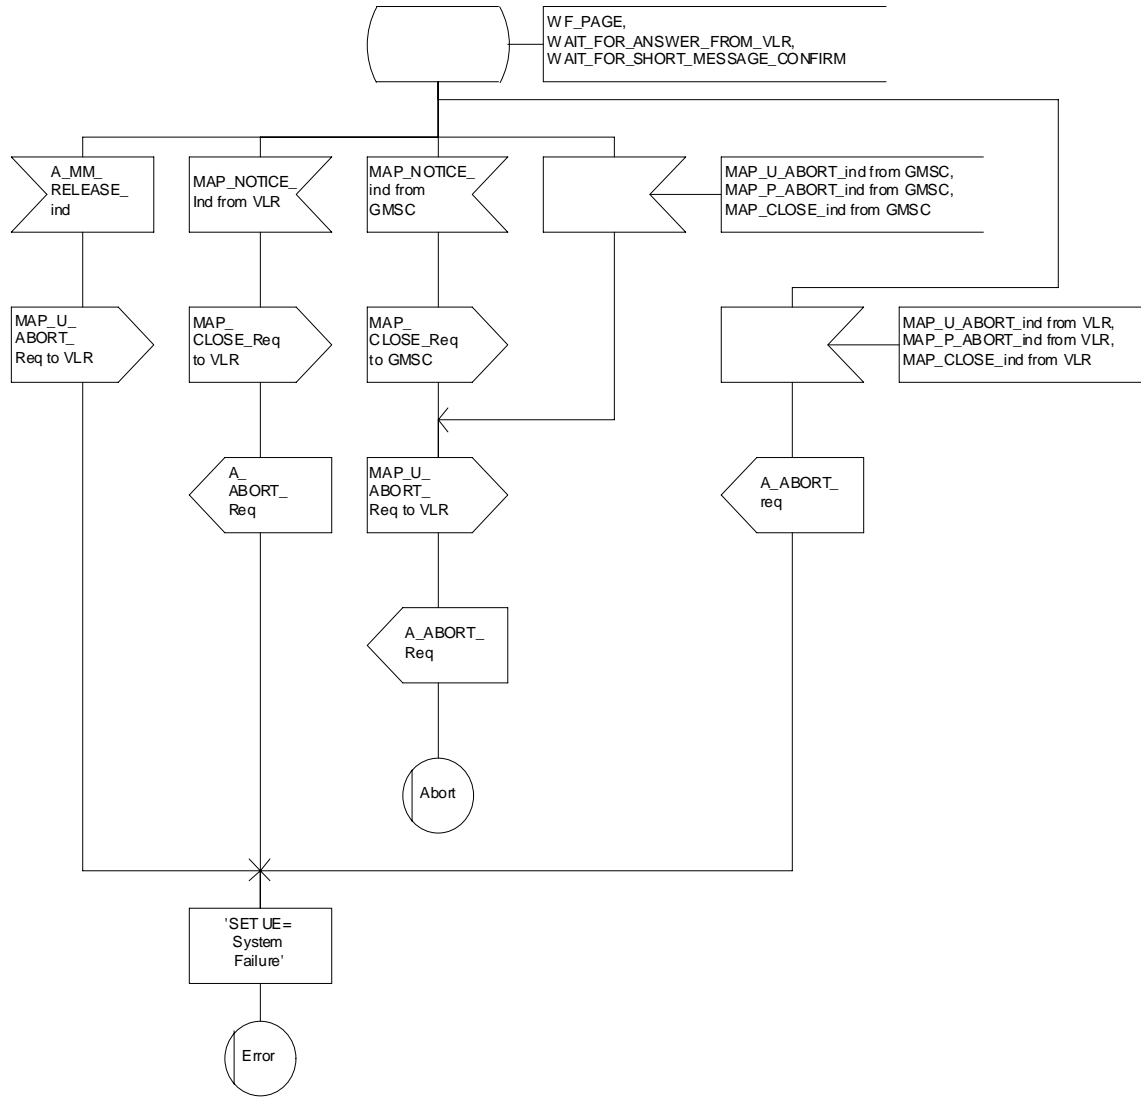 WF_PAGE,
WAIT_FOR_ANSWER_FROM_VLR,
WAIT_FOR_SHORT_MESSAGE_CONFIRM
A_MM_
RELEASE_
ind
MAP_NOTICE_
Ind from VLR
MAP_NOTICE_
ind from
GMSC
MAP_U_ABORT_ind from GMSC,
MAP_P_ABORT_ind from GMSC,
MAP_CLOSE_ind from GMSC
MAP_U_
ABORT_
Req to VLR
MAP_
CLOSE_Req
to VLR
MAP_
CLOSE_Req
to GMSC
MAP_U_ABORT_ind from VLR,
MAP_P_ABORT_ind from VLR,
MAP_CLOSE_ind from VLR
A_
ABORT_
Req
MAP_U_
ABORT_
Req to VLR
A_ABORT_
req
A_ABORT_
Req
Abort
'SET UE=
System
Failure'
Error